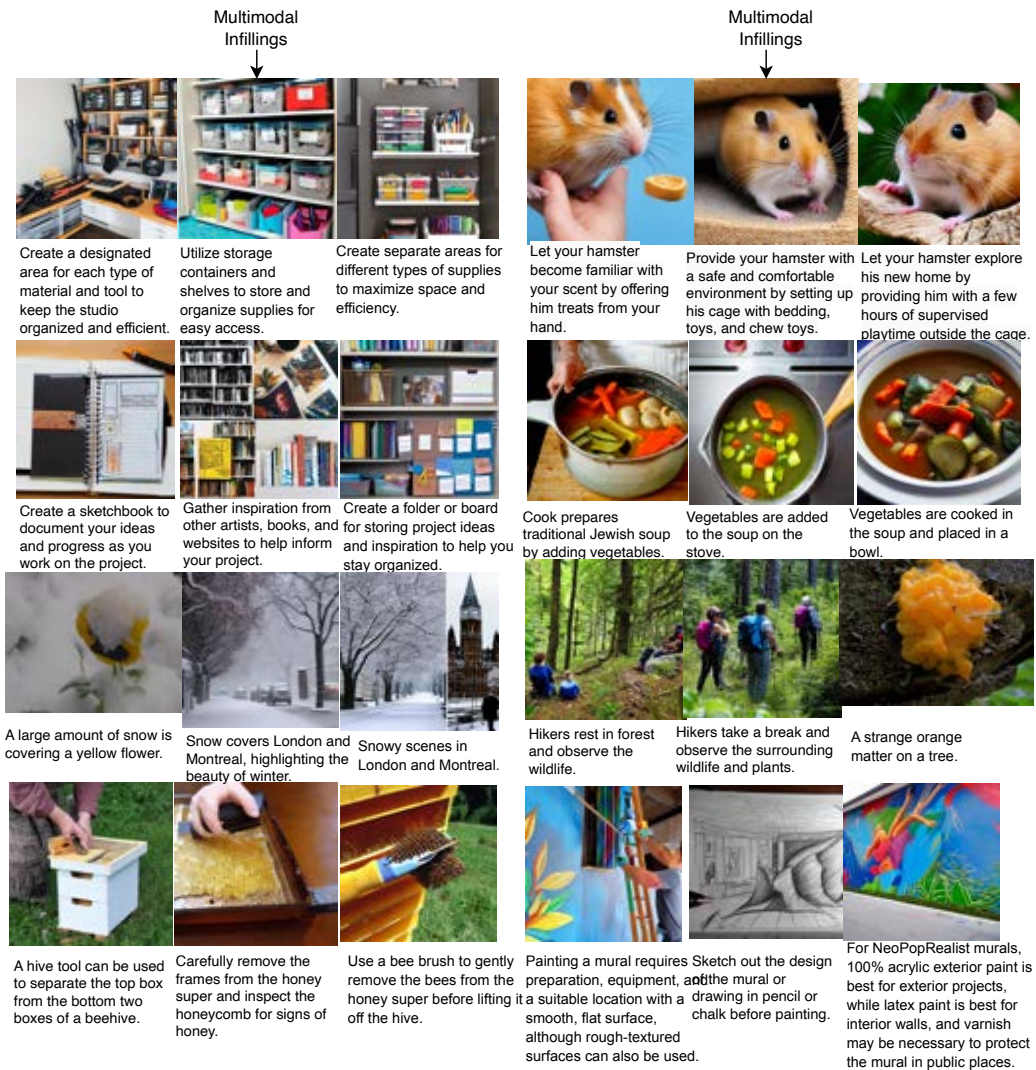 Multimodal
Infillings
Multimodal
Infillings
Create a designated
area for each type of
material and tool to
keep the studio
organized and efficient.
Utilize storage
containers and
shelves to store and
organize supplies for
easy access.
Create separate areas for
different types of supplies
to maximize space and
efficiency.
Let your hamster
become familiar with
your scent by offering
him treats from your
hand.
Provide your hamster with
a safe and comfortable
environment by setting up
his cage with bedding,
toys, and chew toys.
Let your hamster explore
his new home by
providing him with a few
hours of supervised
playtime outside the cage.
Create a sketchbook to
document your ideas
and progress as you
work on the project.
Gather inspiration from
other artists, books, and
websites to help inform
your project.
Create a folder or board
for storing project ideas
and inspiration to help you
stay organized.
Cook prepares
traditional Jewish soup
by adding vegetables.
Vegetables are added
to the soup on the
stove.
Vegetables are cooked in
the soup and placed in a
bowl.
A large amount of snow is
covering a yellow flower.
Snow covers London and
Montreal, highlighting the
beauty of winter.
Snowy scenes in
London and Montreal.
Hikers rest in forest
and observe the
wildlife.
Hikers take a break and
observe the surrounding
wildlife and plants.
A strange orange
matter on a tree.
A hive tool can be used
to separate the top box
from the bottom two
boxes of a beehive.
Carefully remove the
frames from the honey
super and inspect the
honeycomb for signs of
honey.
Use a bee brush to gently
remove the bees from the
honey super before lifting it
off the hive.
Painting a mural requires
preparation, equipment, and
a suitable location with a
smooth, flat surface,
although rough-textured
surfaces can also be used.
Sketch out the design
of the mural or
drawing in pencil or
chalk before painting.
For NeoPopRealist murals,
100% acrylic exterior paint is
best for exterior projects,
while latex paint is best for
interior walls, and varnish
may be necessary to protect
the mural in public places.